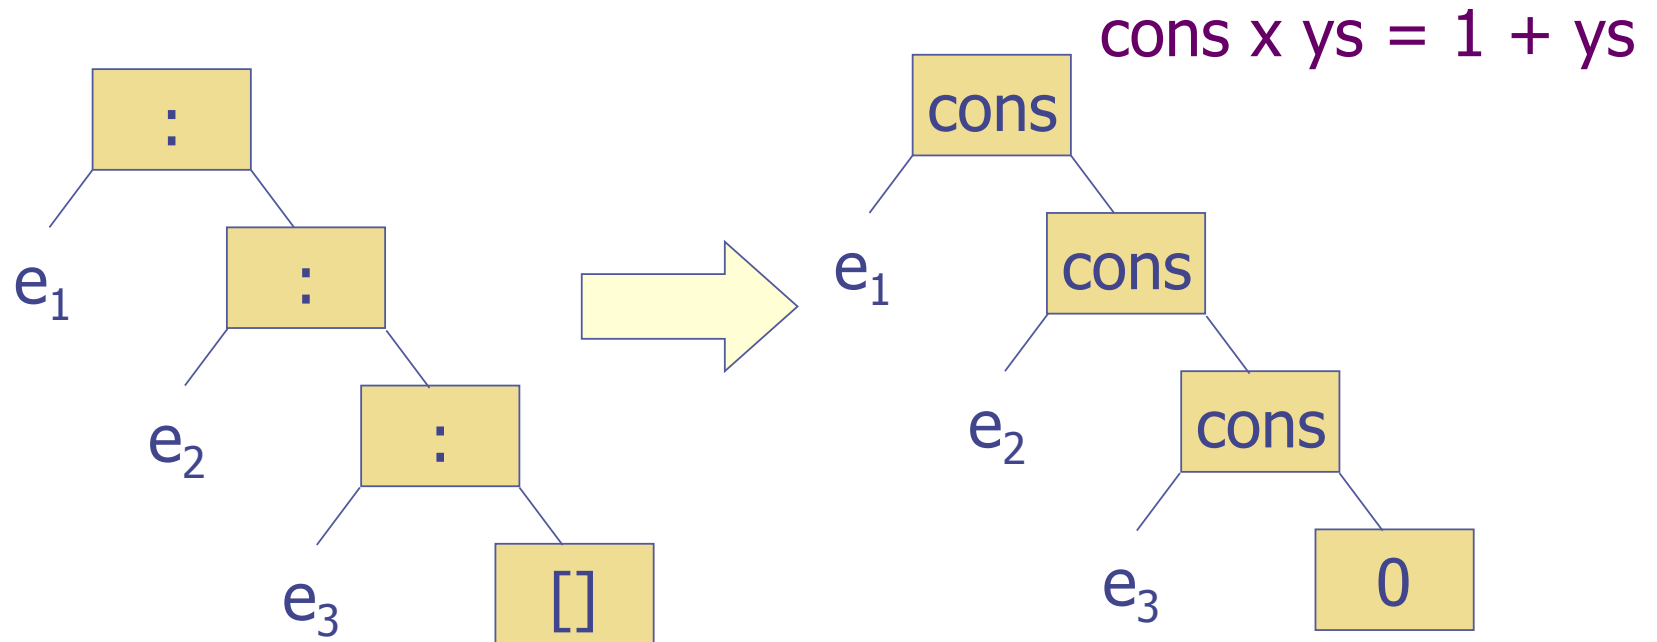 cons x ys = 1 + ys
:
cons
:
cons
e₁
e₁
:
cons
e₂
e₂
[]
0
e₃
e₃